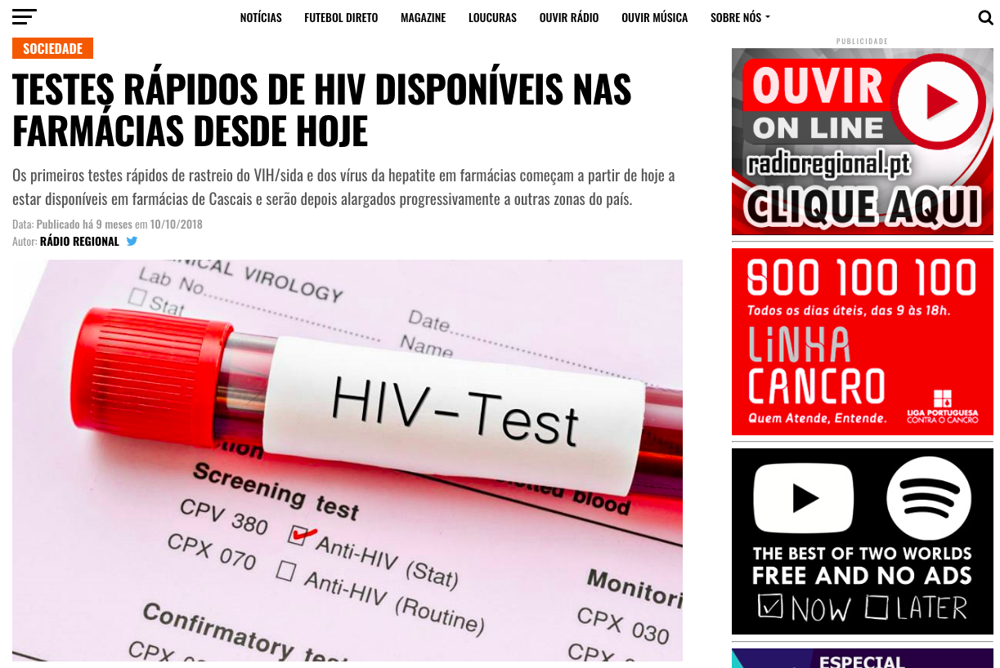 NOTÍCIAS FUTEBOL DIRETO MAGAZINE LOUCURAS OUVIR RÁDIO OUVIR MÚSICA SOBRE NÓS
SOCIEDADE
TESTES RÁPIDOS DE HIV DISPONÍVEIS NAS
FARMÁCIAS DESDE HOJE
Os primeiros testes rápidos de rastreio do VIH/sida e dos vírus da hepatite em farmácias começam a partir de hoje a
estar disponíveis em farmácias de Cascais e serão depois alargados progressivamente a outras zonas do país.
Data: Publicado há 9 meses em 10/10/2018
Autor: RÁDIO REGIONAL
VIROLOGY
Lab No.
Stat
Date
Name
HIV-Test
blood
Screening test
CPV 380 Anti-HIV (Stat)
CPX 070 Anti-HIV (Routine)
Confirmatory
CPX 030
CPX
CPX
PUBLICIDADE
OUVIR
ON LINE
radioregional.pt
CLIQUE AQUI
800 100 100
Todos os dias úteis, das 9 às 18h.
LINHA
CANCRO
Quem Atende, Entende.
LIGA PORTUGUESA
CONTRA O CANCRO
THE BEST OF TWO WORLDS
FREE AND NO ADS
NOW LATER
ESPECIAL